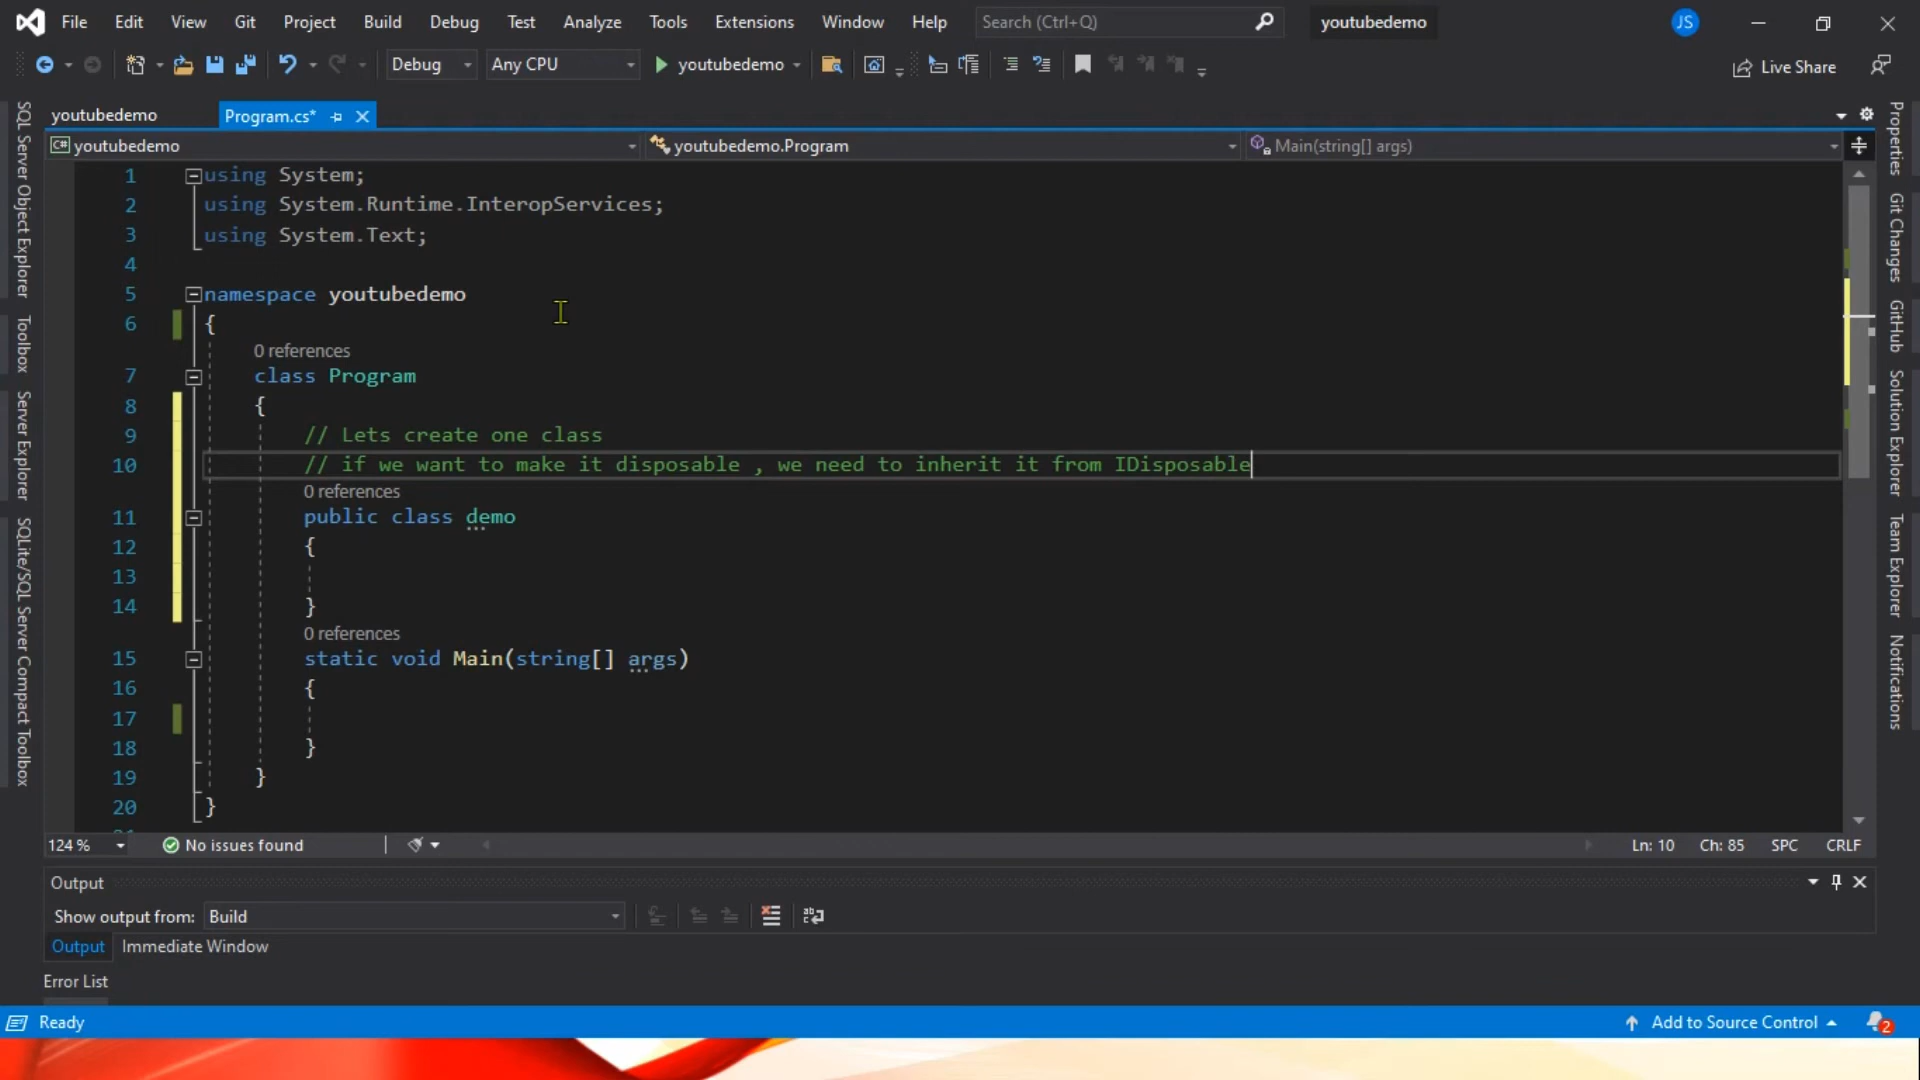 File Edit View Git Project Build Debug Test Analyze Tools Extensions Window Help Search (Ctrl+Q) youtubedemo JS
Debug Any CPU youtubedemo Live Share
youtubedemo Program.cs*
C# youtubedemo youtubedemo.Program Main(string[] args)
1 using System;
2 using System.Runtime.InteropServices;
3 using System.Text;
4
5 namespace youtubedemo
6 {
0 references
7 class Program
8 {
9 // Lets create one class
10 // if we want to make it disposable , we need to inherit it from IDisposable
0 references
11 public class demo
12 {
13
14 }
0 references
15 static void Main(string[] args)
16 {
17
18 }
19 }
20 }
124 % No issues found Ln: 10 Ch: 85 SPC CRLF
Output
Show output from: Build
Output Immediate Window
Error List
Ready Add to Source Control 2
SQL Server Object Explorer
Toolbox
Server Explorer
SQLite/SQL Server Compact Toolbox
Properties
Git Changes
GitHub
Solution Explorer
Team Explorer
Notifications